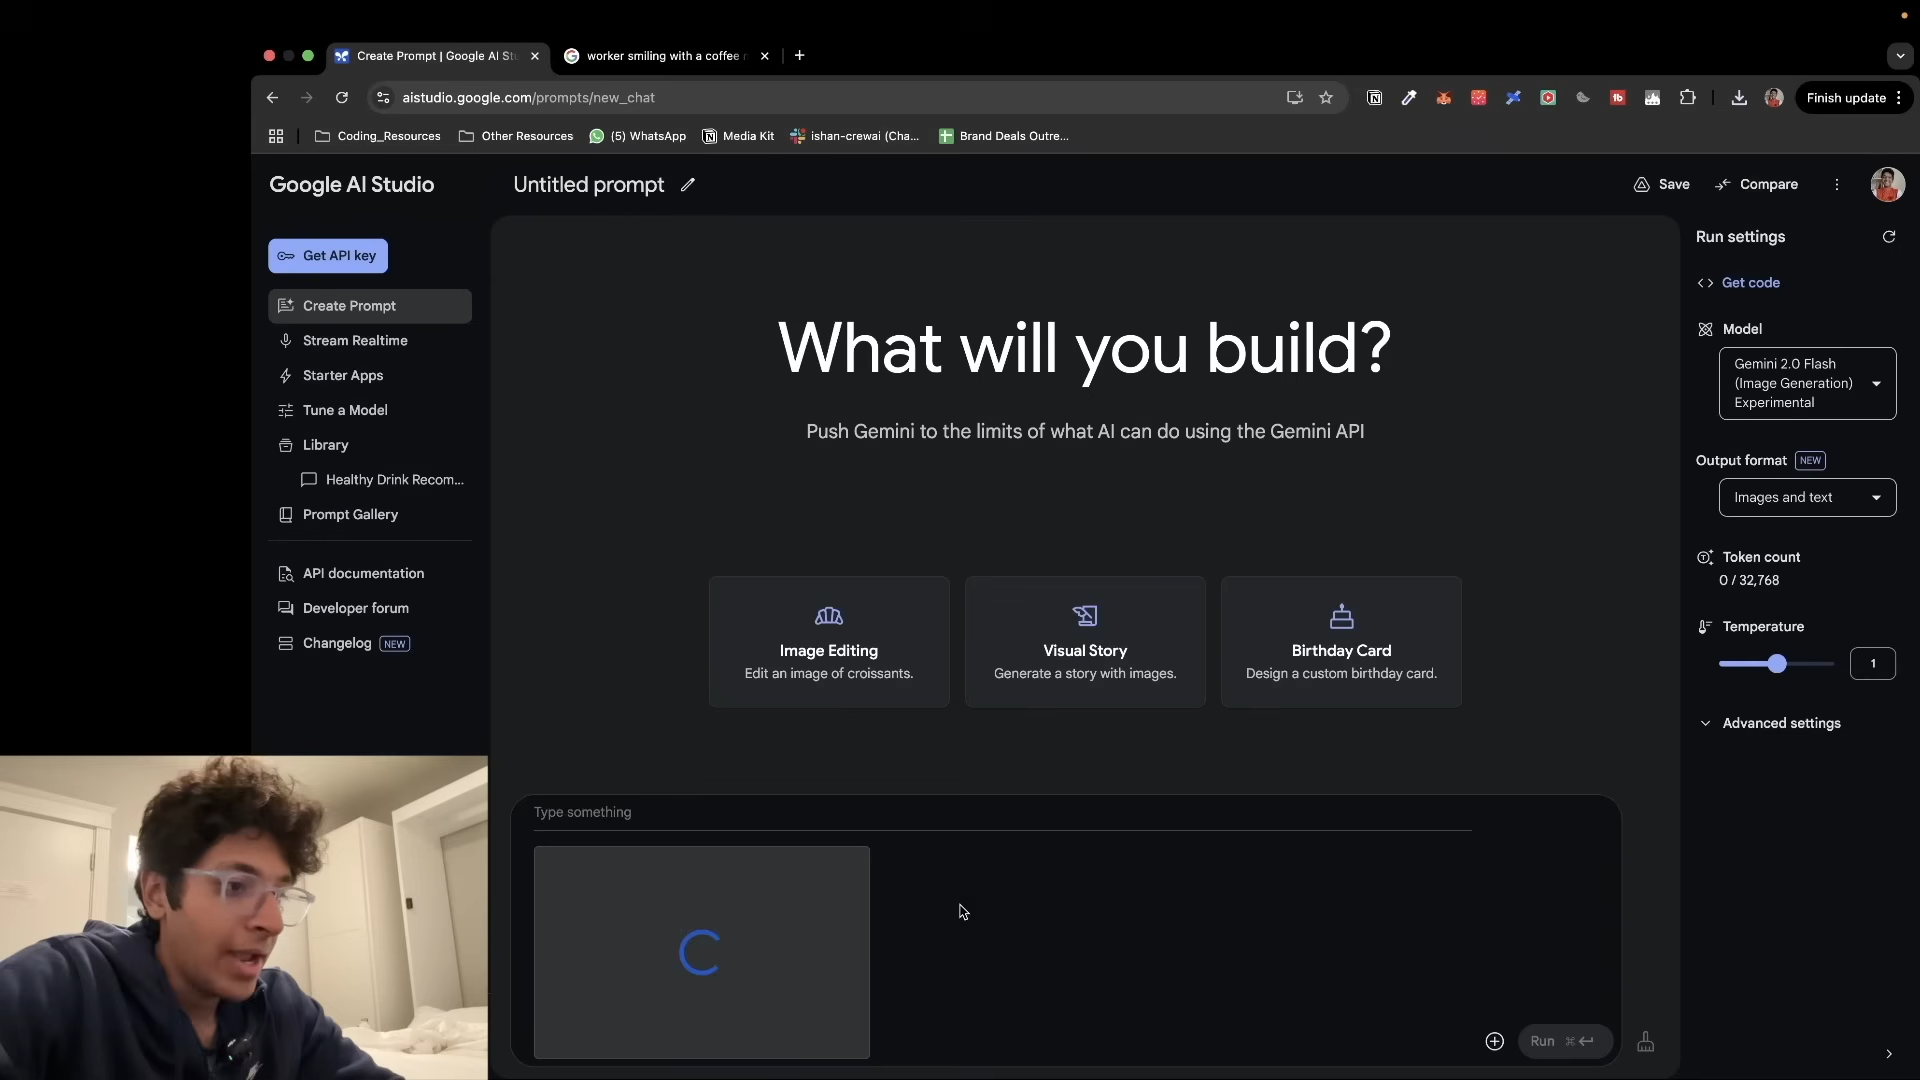 Create Prompt | Google AI St
worker smiling with a coffee
aistudio.google.com/prompts/new_chat
Finish update
Coding_Resources
Other Resources
(5) WhatsApp
Media Kit
ishan-crewai (Cha...
Brand Deals Outre...
Google AI Studio
Untitled prompt
Save
Compare
Get API key
Create Prompt
Stream Realtime
Starter Apps
Tune a Model
Library
Healthy Drink Recom...
Prompt Gallery
API documentation
Developer forum
Changelog NEW
What will you build?
Push Gemini to the limits of what AI can do using the Gemini API
Image Editing
Edit an image of croissants.
Visual Story
Generate a story with images.
Birthday Card
Design a custom birthday card.
Type something
Run ⌘↵
Run settings
<> Get code
Model
Gemini 2.0 Flash
(Image Generation)
Experimental
Output format NEW
Images and text
Token count
0 / 32,768
Temperature
1
Advanced settings